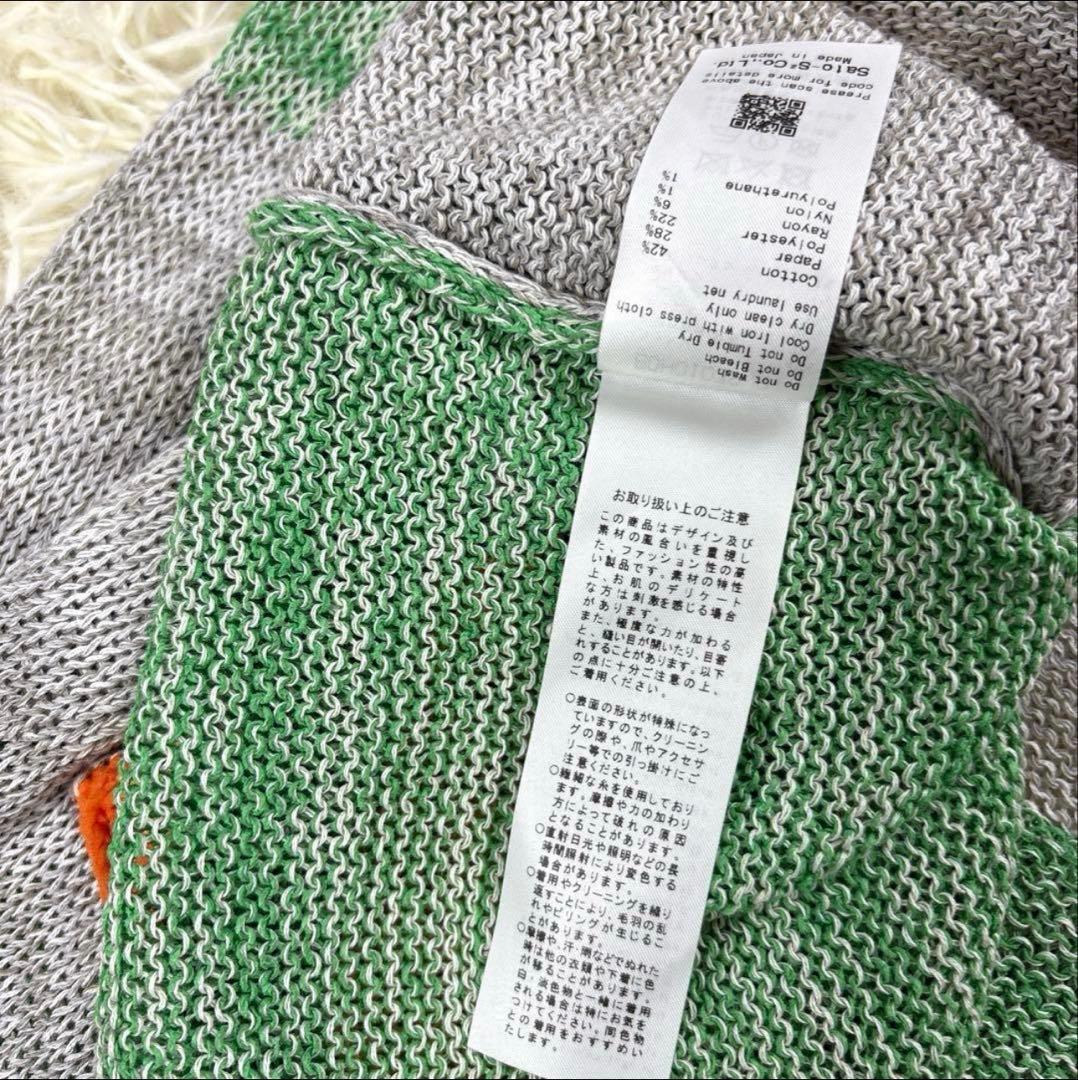 Do not Wash
Do not Bleach
Do not Tumble Dry
Cool Iron with press cloth
Dry clean only
Use laundry net
Cotton 42%
Paper 28%
Polyester 22%
Rayon 6%
Nylon 1%
Polyurethane 1%
Prease scan the above
code for more details
Sa10-S²Co.,Ltd.
Made in Japan
お取り扱い上のご注意
この商品はデザイン及び
素材の風合いを重視し
た、ファッション性の高
い製品です。素材の特性
上、お肌のデリケート
な方は刺激を感じる場合
があります。
また、極度な力が加わる
と、縫い目が開いたり、目寄
れすることがあります。以下
の点に十分ご注意の上、
ご着用ください。
○表面の形状が特殊になっ
ていますので、クリーニン
グの際や、爪やアクセサ
リー等での引っ掛けにご
注意ください。
○繊細な糸を使用しており
ます。摩擦や力の加わり
方によって破れの原因
となることがあります。
○直射日光や照明などの長
時間照射により変色する
場合があります。
○着用やクリーニングを繰り
返すことにより、毛羽の乱
れやピリングが生じるこ
とがあります。
○摩擦や、汗・雨などでぬれた
時は他の衣類や下着に色
が移ることがあります。
白・淡色物と一緒に着用
される場合は特にお気を
つけてください。同色物
との着用をおすすめい
たします。